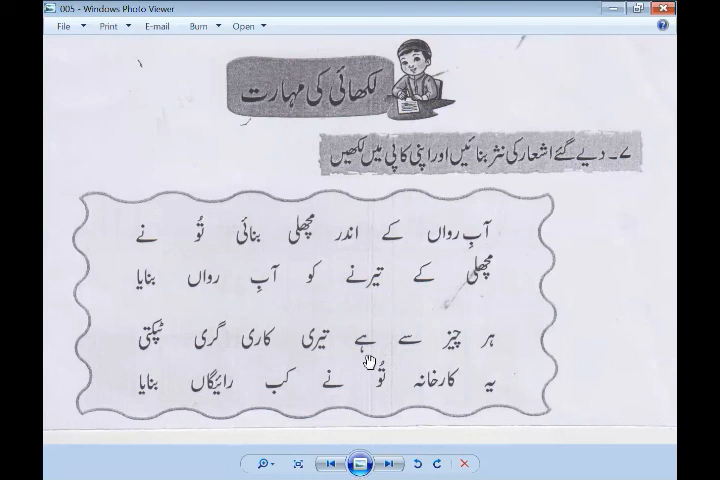 005 - Windows Photo Viewer
File Print E-mail Burn Open
لکھائی کی مہارت
۷۔ دیے گئے اشعار کی نثر بنائیں اور اپنی کاپی میں لکھیں
آبِ رواں کے اندر مچھلی بنائی تُو نے
مچھلی کے تیرنے کو آبِ رواں بنایا
ہر چیز سے ہے تیری کاری گری ٹپکتی
یہ کارخانہ تُو نے کب رائیگاں بنایا